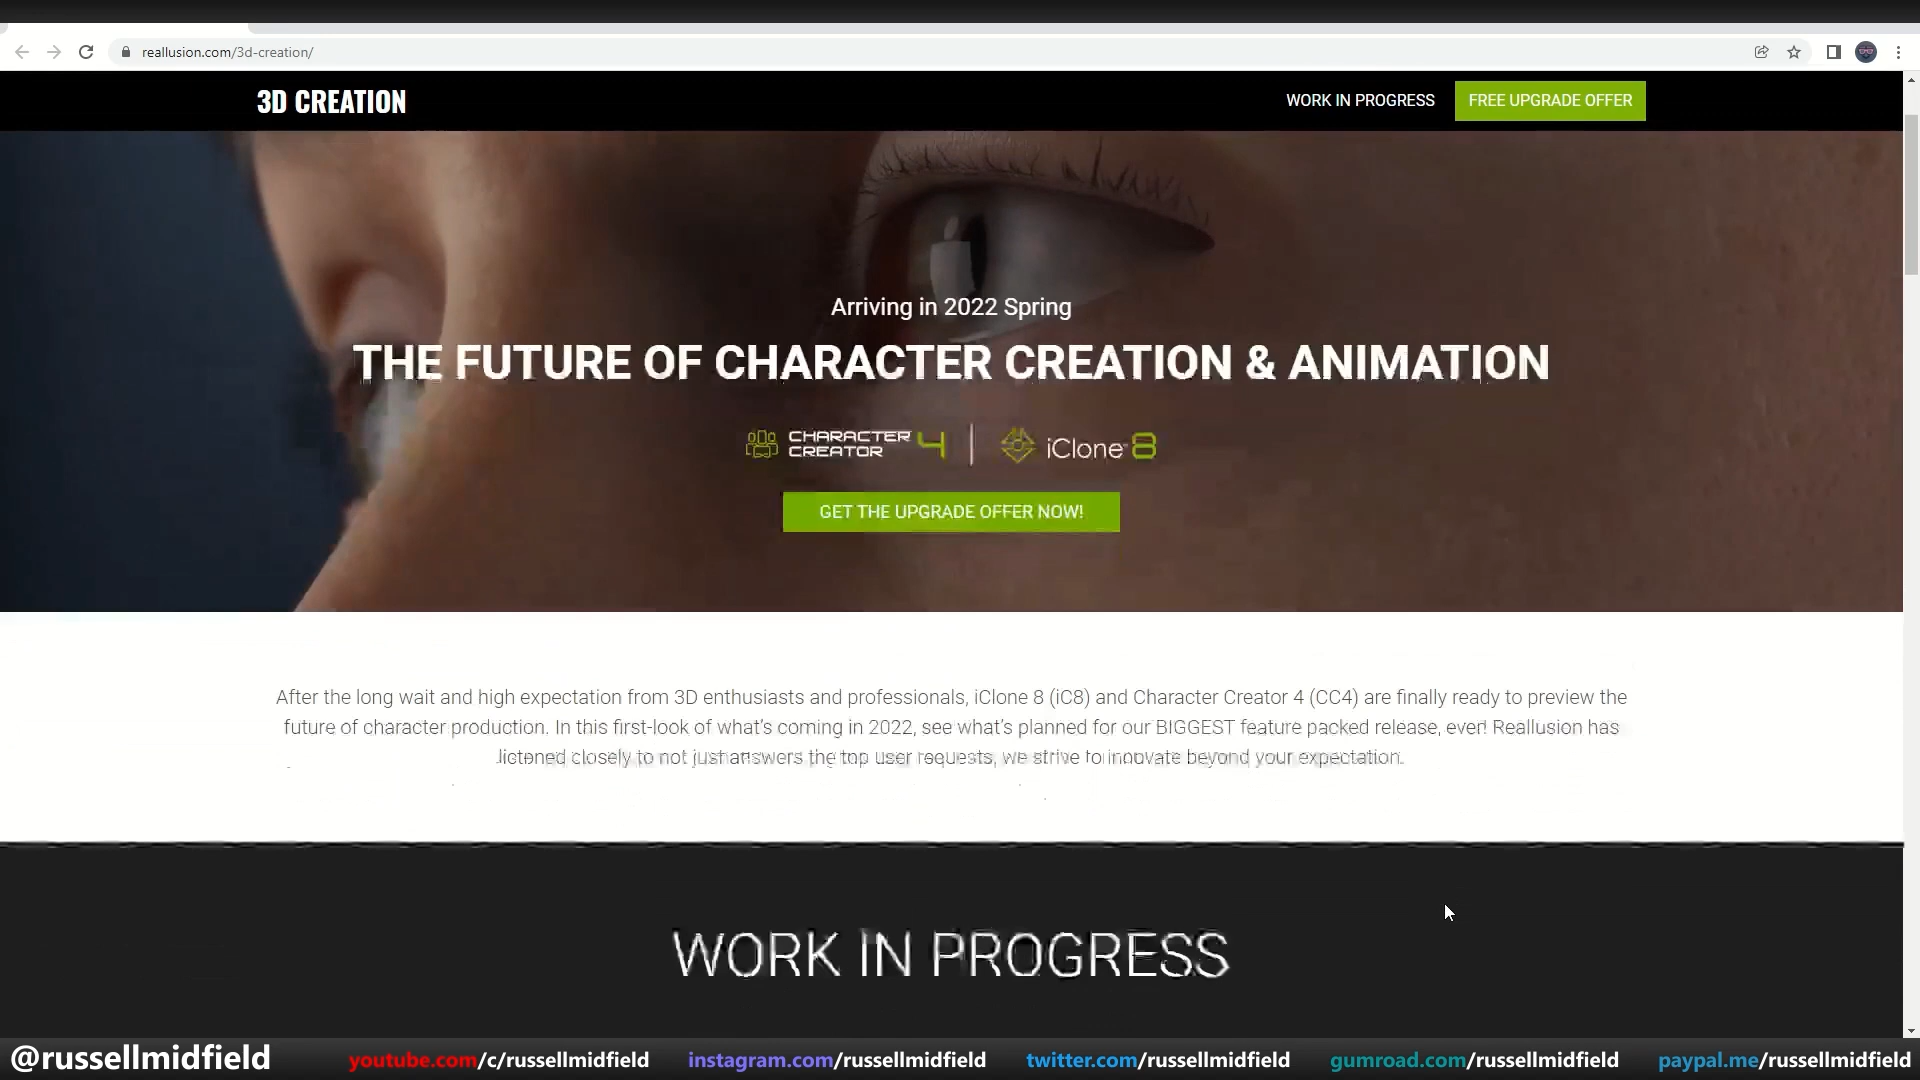 reallusion.com/3d-creation/
3D CREATION
WORK IN PROGRESS
FREE UPGRADE OFFER
Arriving in 2022 Spring
THE FUTURE OF CHARACTER CREATION & ANIMATION
CHARACTER CREATOR 4 | iClone 8
GET THE UPGRADE OFFER NOW!
After the long wait and high expectation from 3D enthusiasts and professionals, iClone 8 (iC8) and Character Creator 4 (CC4) are finally ready to preview the
future of character production. In this first-look of what's coming in 2022, see what's planned for our BIGGEST feature packed release, ever! Reallusion has
listened closely to not just answers the top user requests, we strive to innovate beyond your expectation.
WORK IN PROGRESS
@russellmidfield youtube.com/c/russellmidfield instagram.com/russellmidfield twitter.com/russellmidfield gumroad.com/russellmidfield paypal.me/russellmidfield